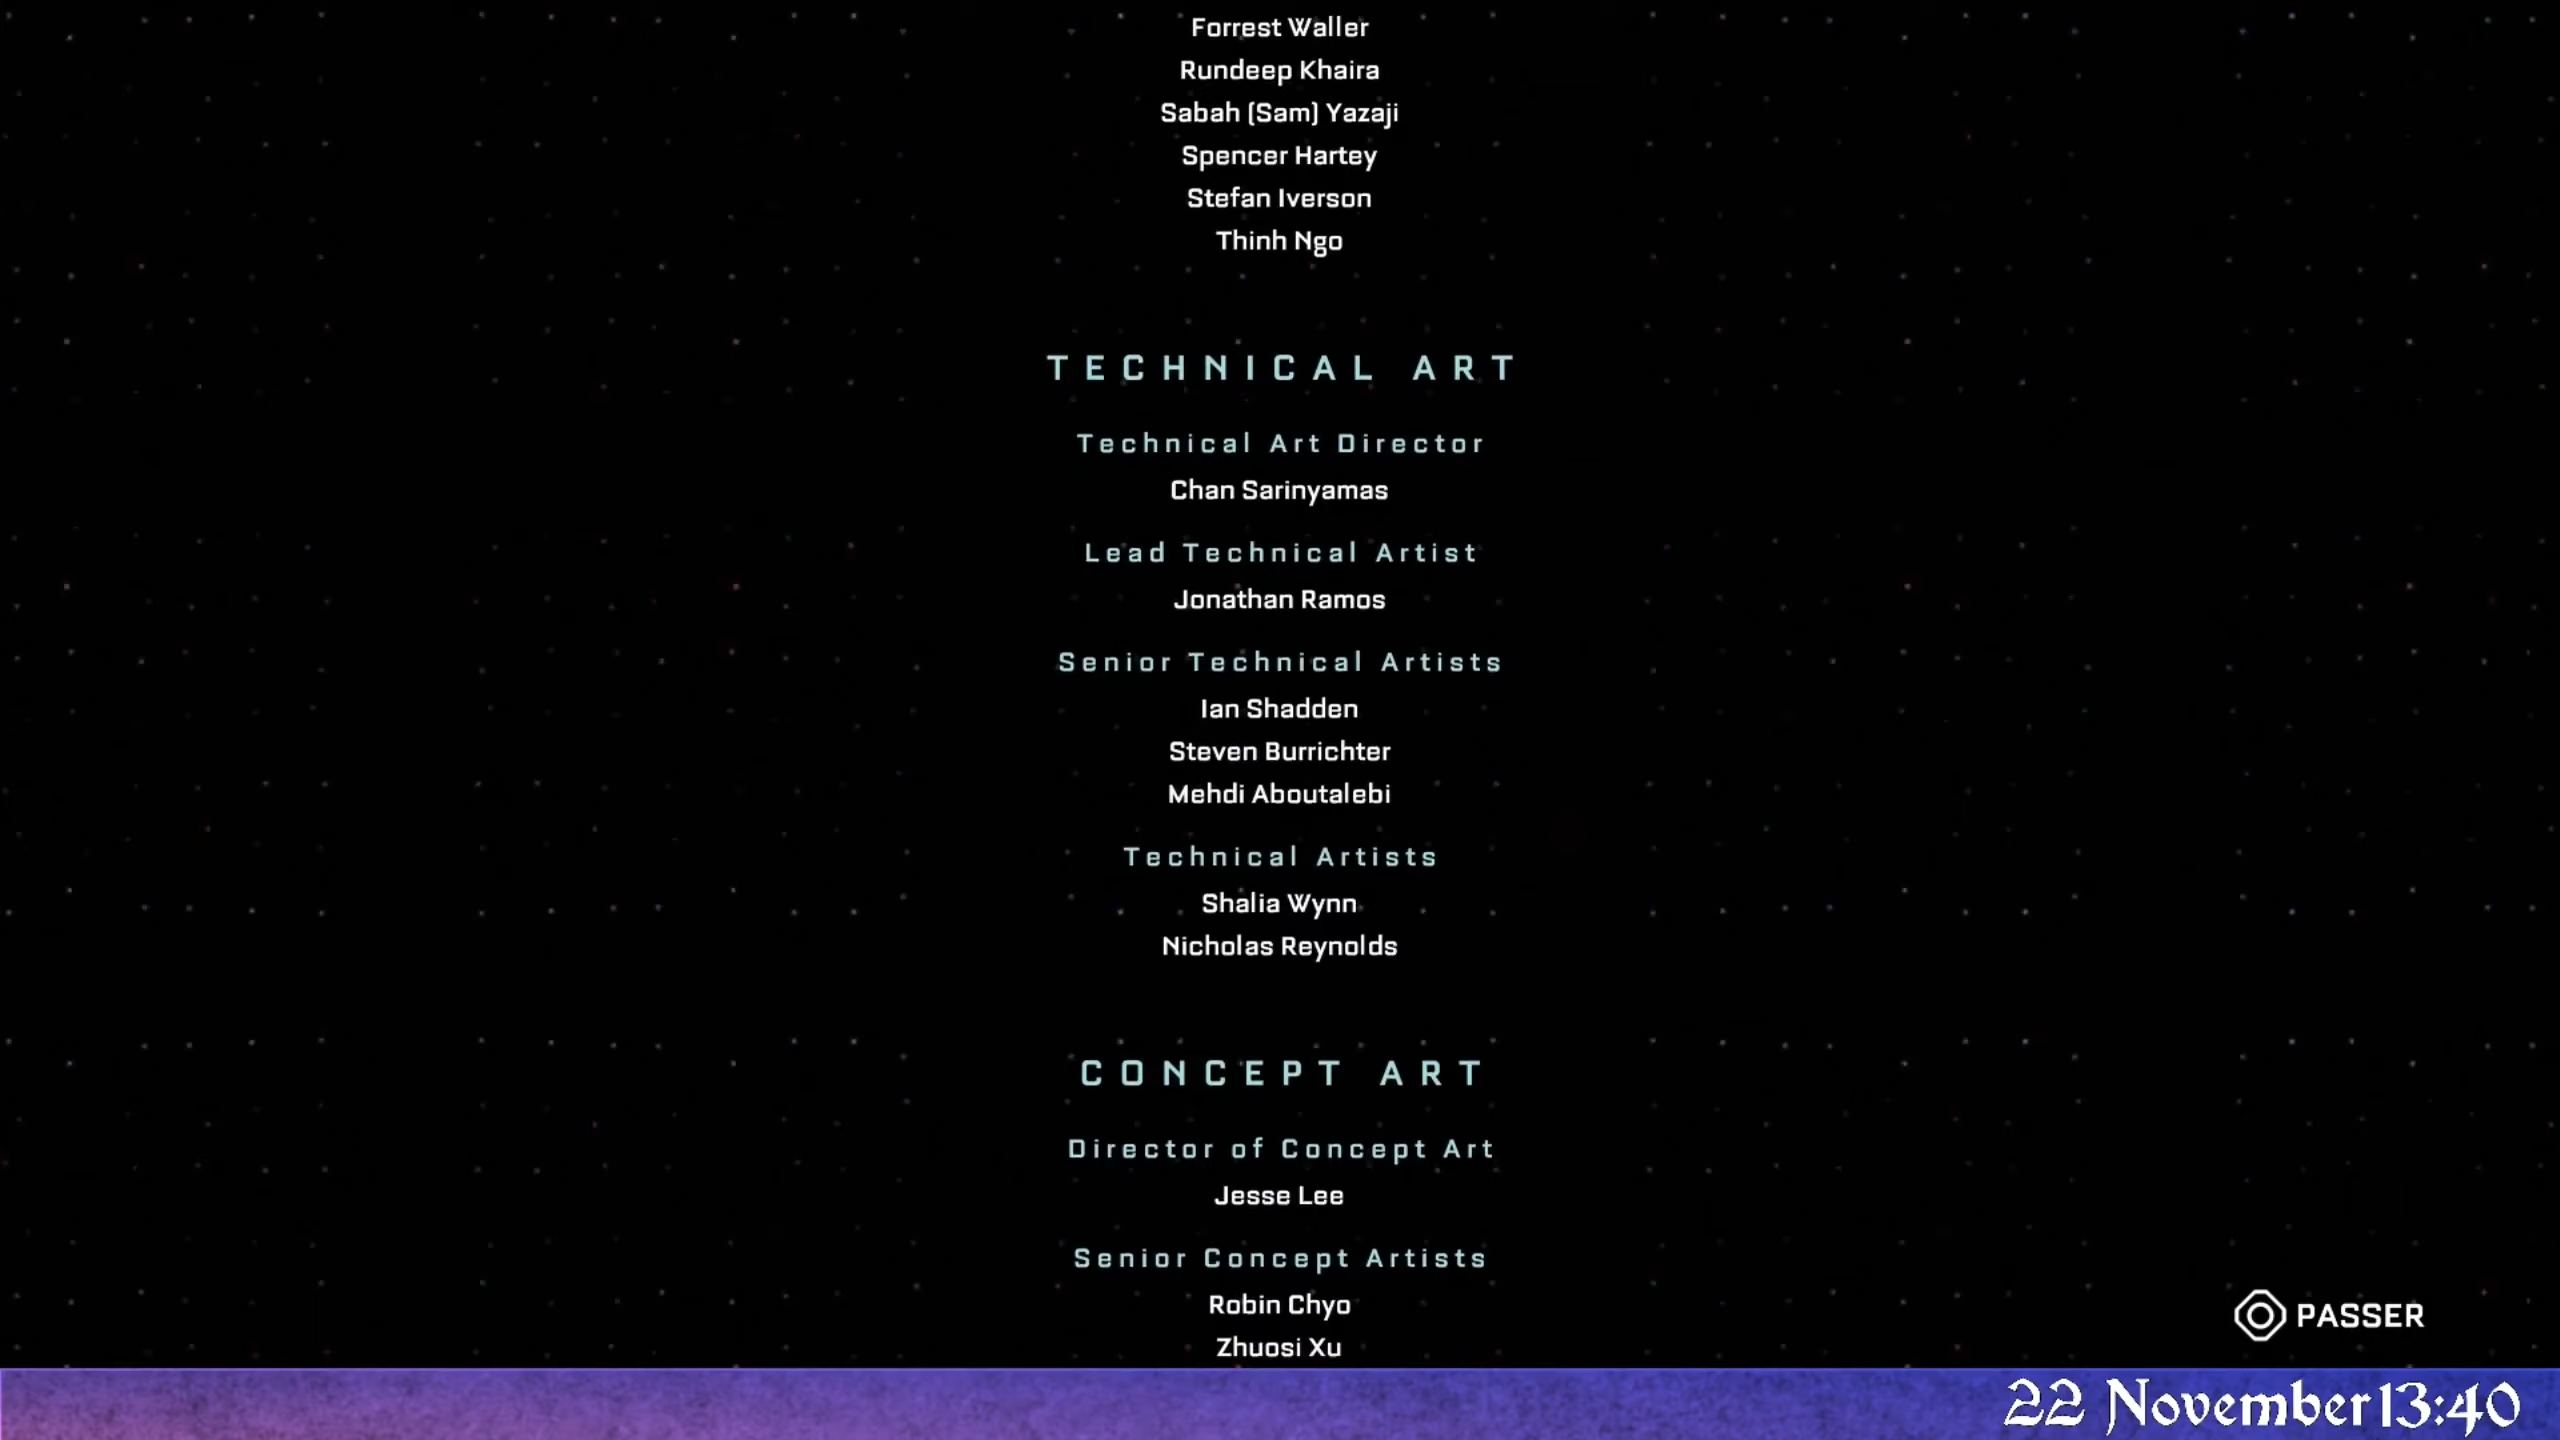 Forrest Waller
Rundeep Khaira
Sabah (Sam) Yazaji
Spencer Hartey
Stefan Iverson
Thinh Ngo
TECHNICAL ART
Technical Art Director
Chan Sarinyamas
Lead Technical Artist
Jonathan Ramos
Senior Technical Artists
Ian Shadden
Steven Burrichter
Mehdi Aboutalebi
Technical Artists
Shalia Wynn
Nicholas Reynolds
CONCEPT ART
Director of Concept Art
Jesse Lee
Senior Concept Artists
Robin Chyo
Zhuosi Xu
PASSER
22 November 13:40